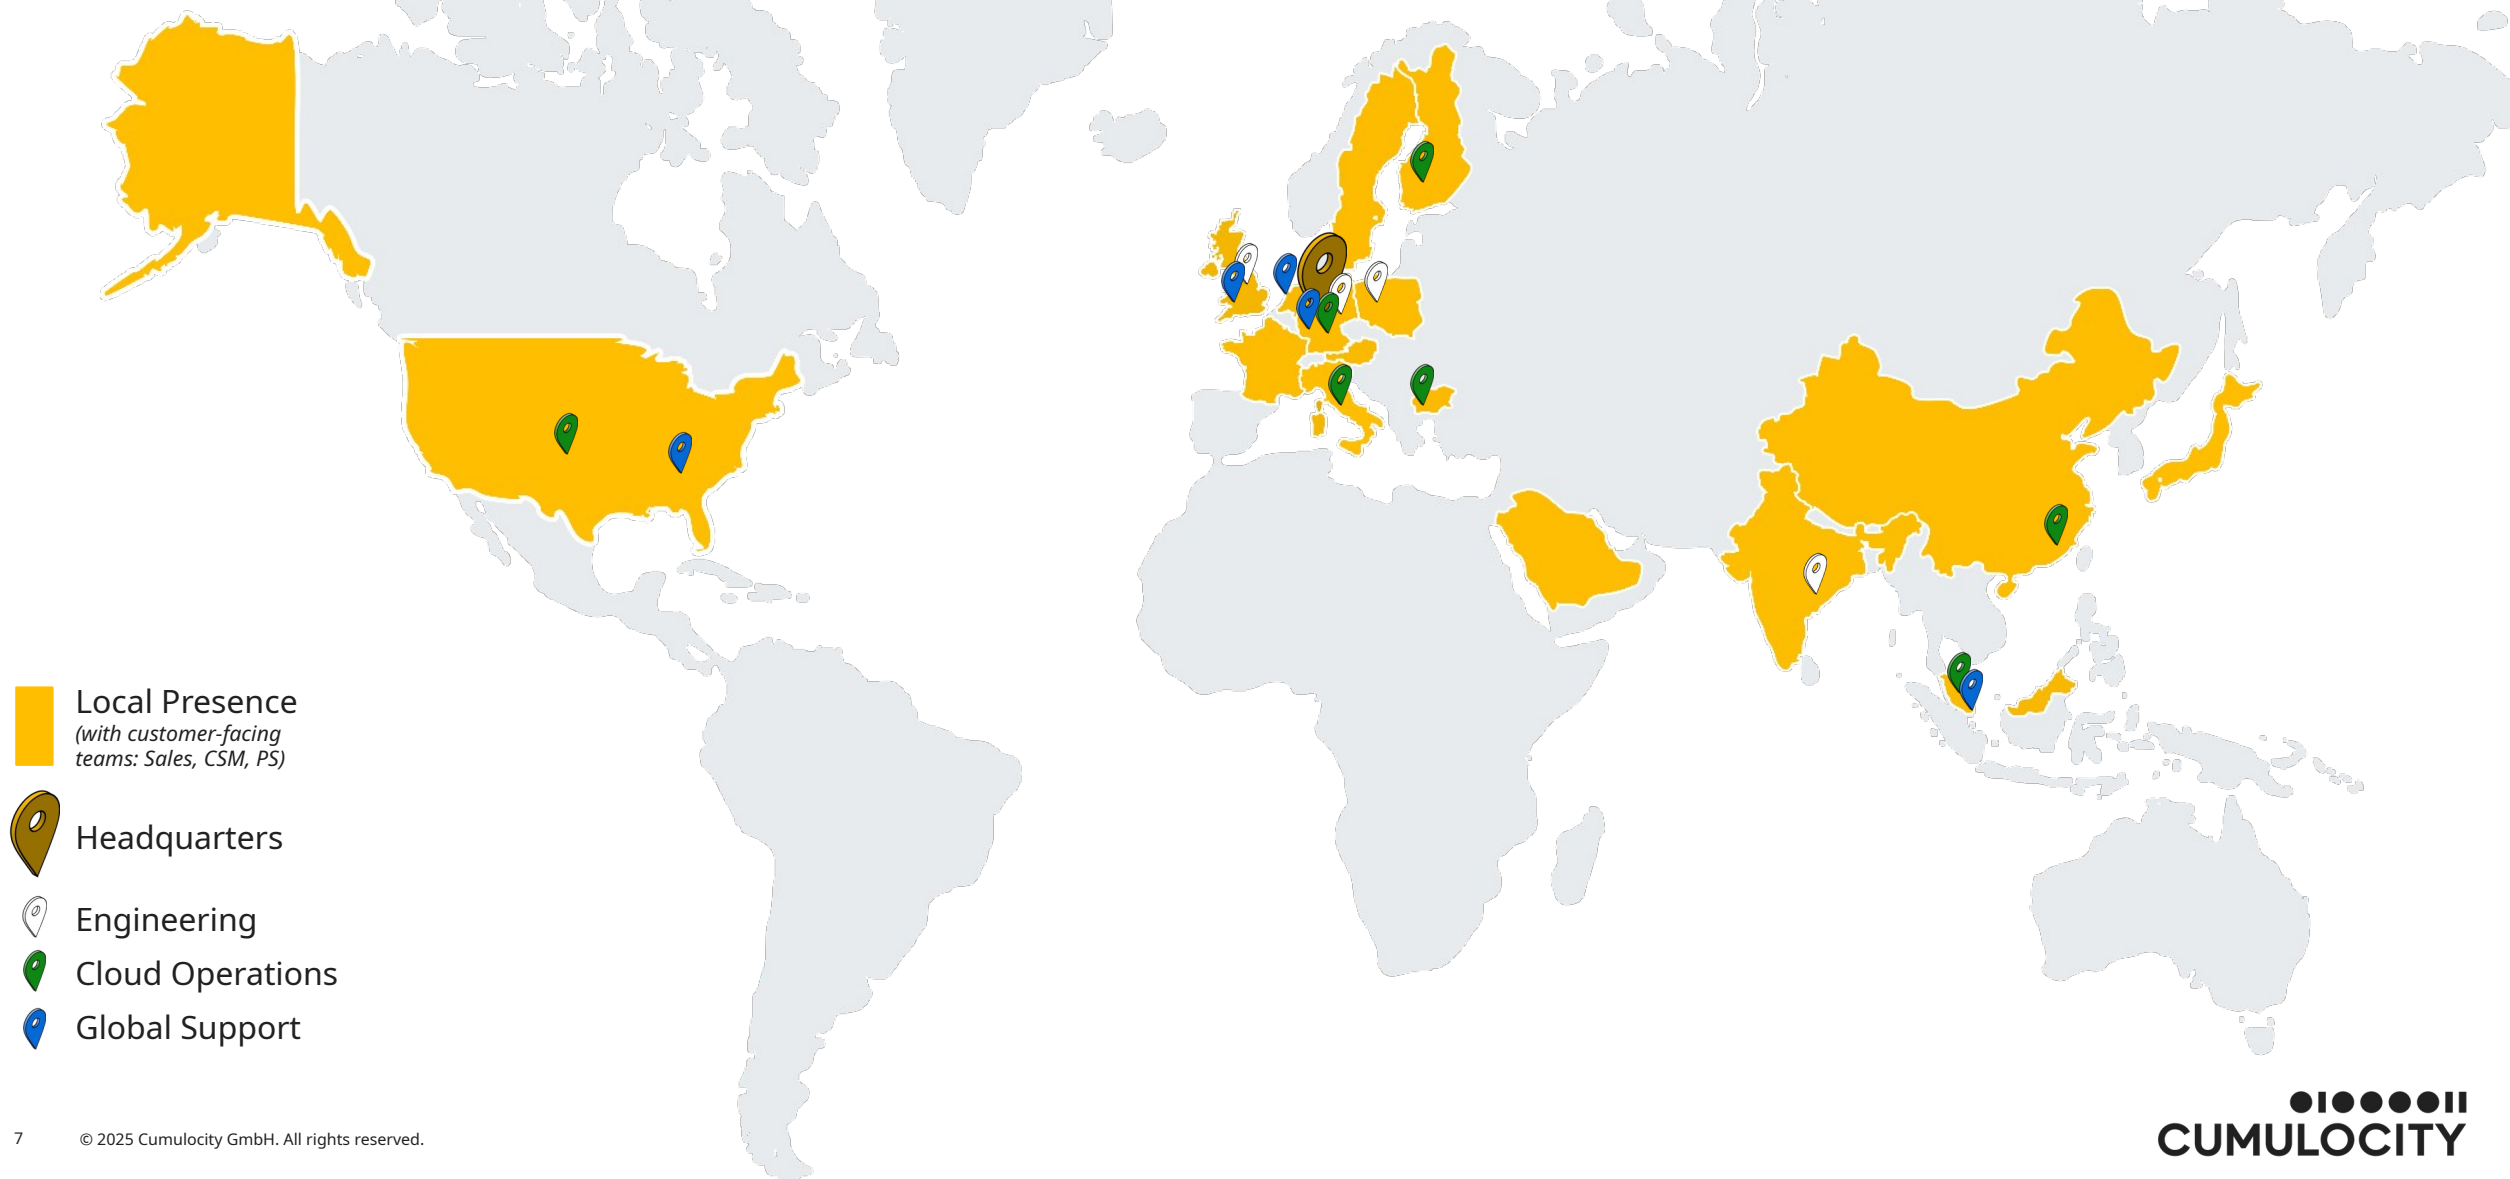 Local Presence
(with customer-facing
teams: Sales, CSM, PS)
Headquarters
Engineering
Cloud Operations
Global Support
7
© 2025 Cumulocity GmbH. All rights reserved.
CUMULOCITY